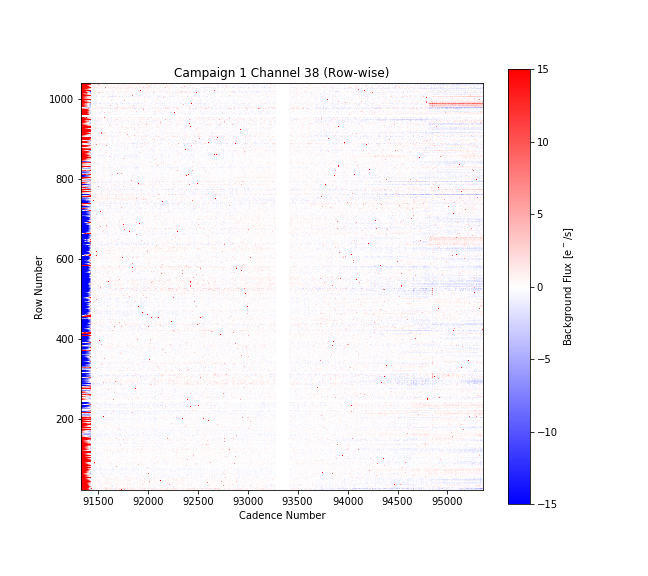 Campaign 1 Channel 38 (Row-wise)
1000
800
600
400
200
Row Number
91500 92000 92500 93000 93500 94000 94500 95000
Cadence Number
15
10
5
0
−5
−10
−15
Background Flux [e⁻/s]